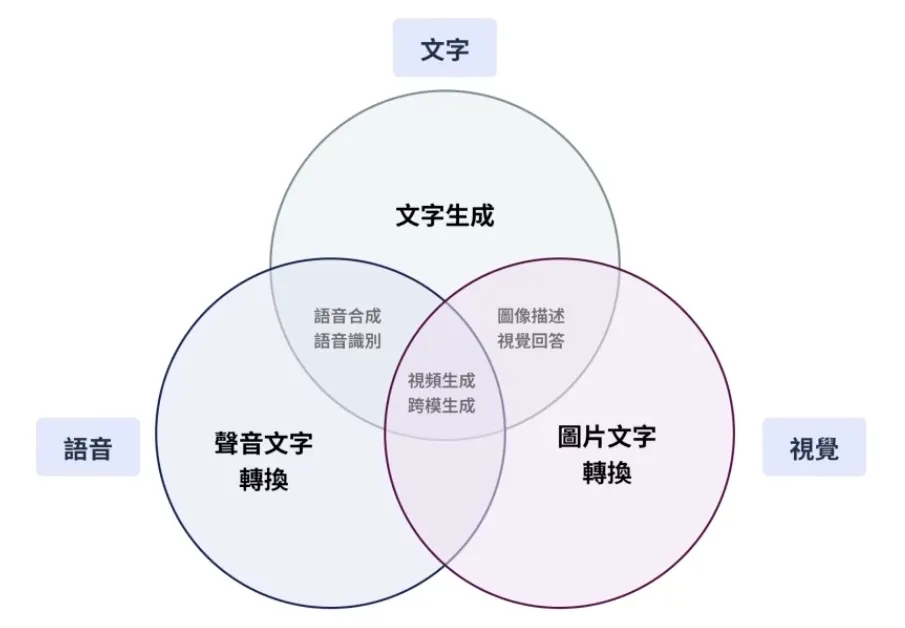 文字
文字生成
語音合成
語音識別
圖像描述
視覺回答
視頻生成
跨模生成
語音
聲音文字
轉換
圖片文字
轉換
視覺